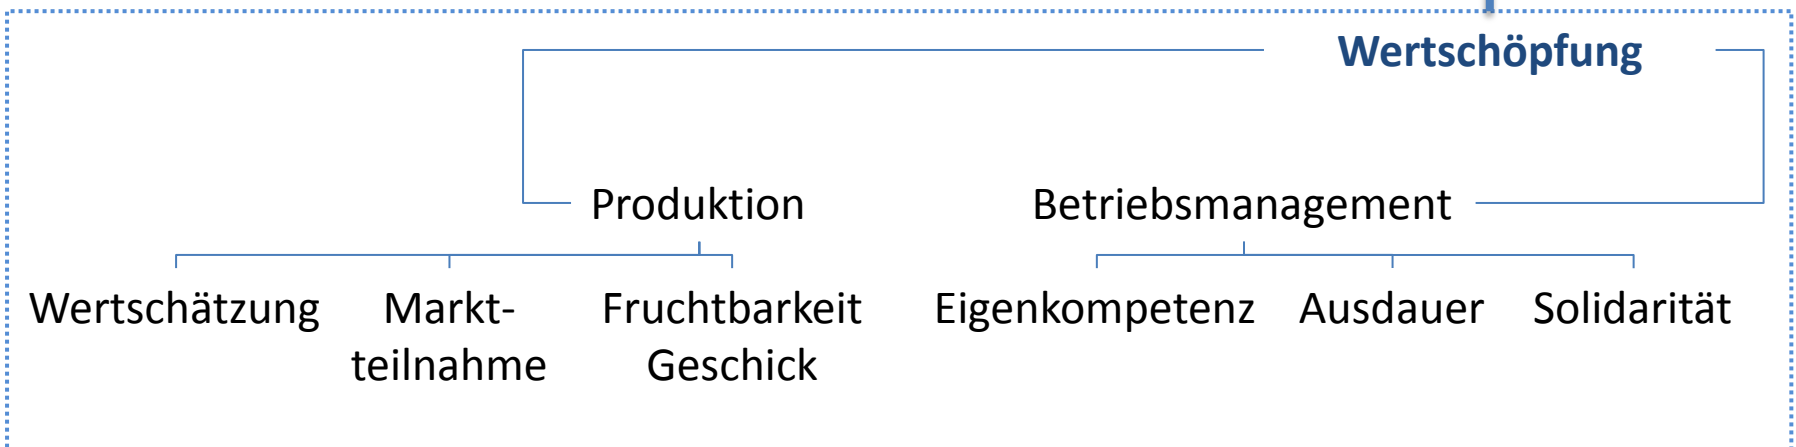 Wertschöpfung
Produktion
Betriebsmanagement
Wertschätzung
Markt-
teilnahme
Fruchtbarkeit
Geschick
Eigenkompetenz
Ausdauer
Solidarität